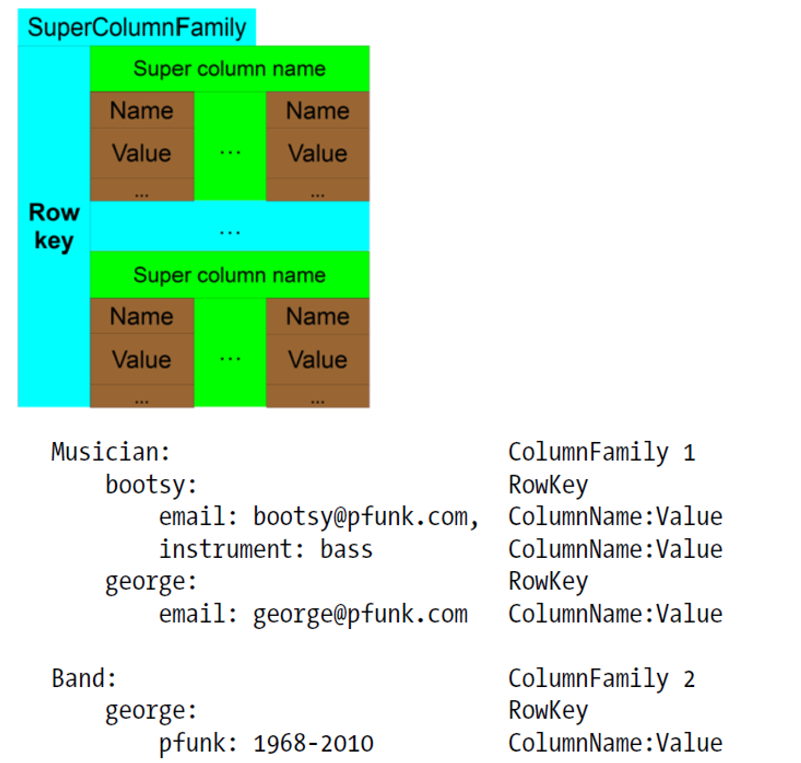 SuperColumnFamily
Super column name
Name Name
Value ... Value
... ...
Row
key
...
Super column name
Name Name
Value ... Value
... ...
Musician: ColumnFamily 1
bootsy: RowKey
email: bootsy@pfunk.com, ColumnName:Value
instrument: bass ColumnName:Value
george: RowKey
email: george@pfunk.com ColumnName:Value
Band: ColumnFamily 2
george: RowKey
pfunk: 1968-2010 ColumnName:Value